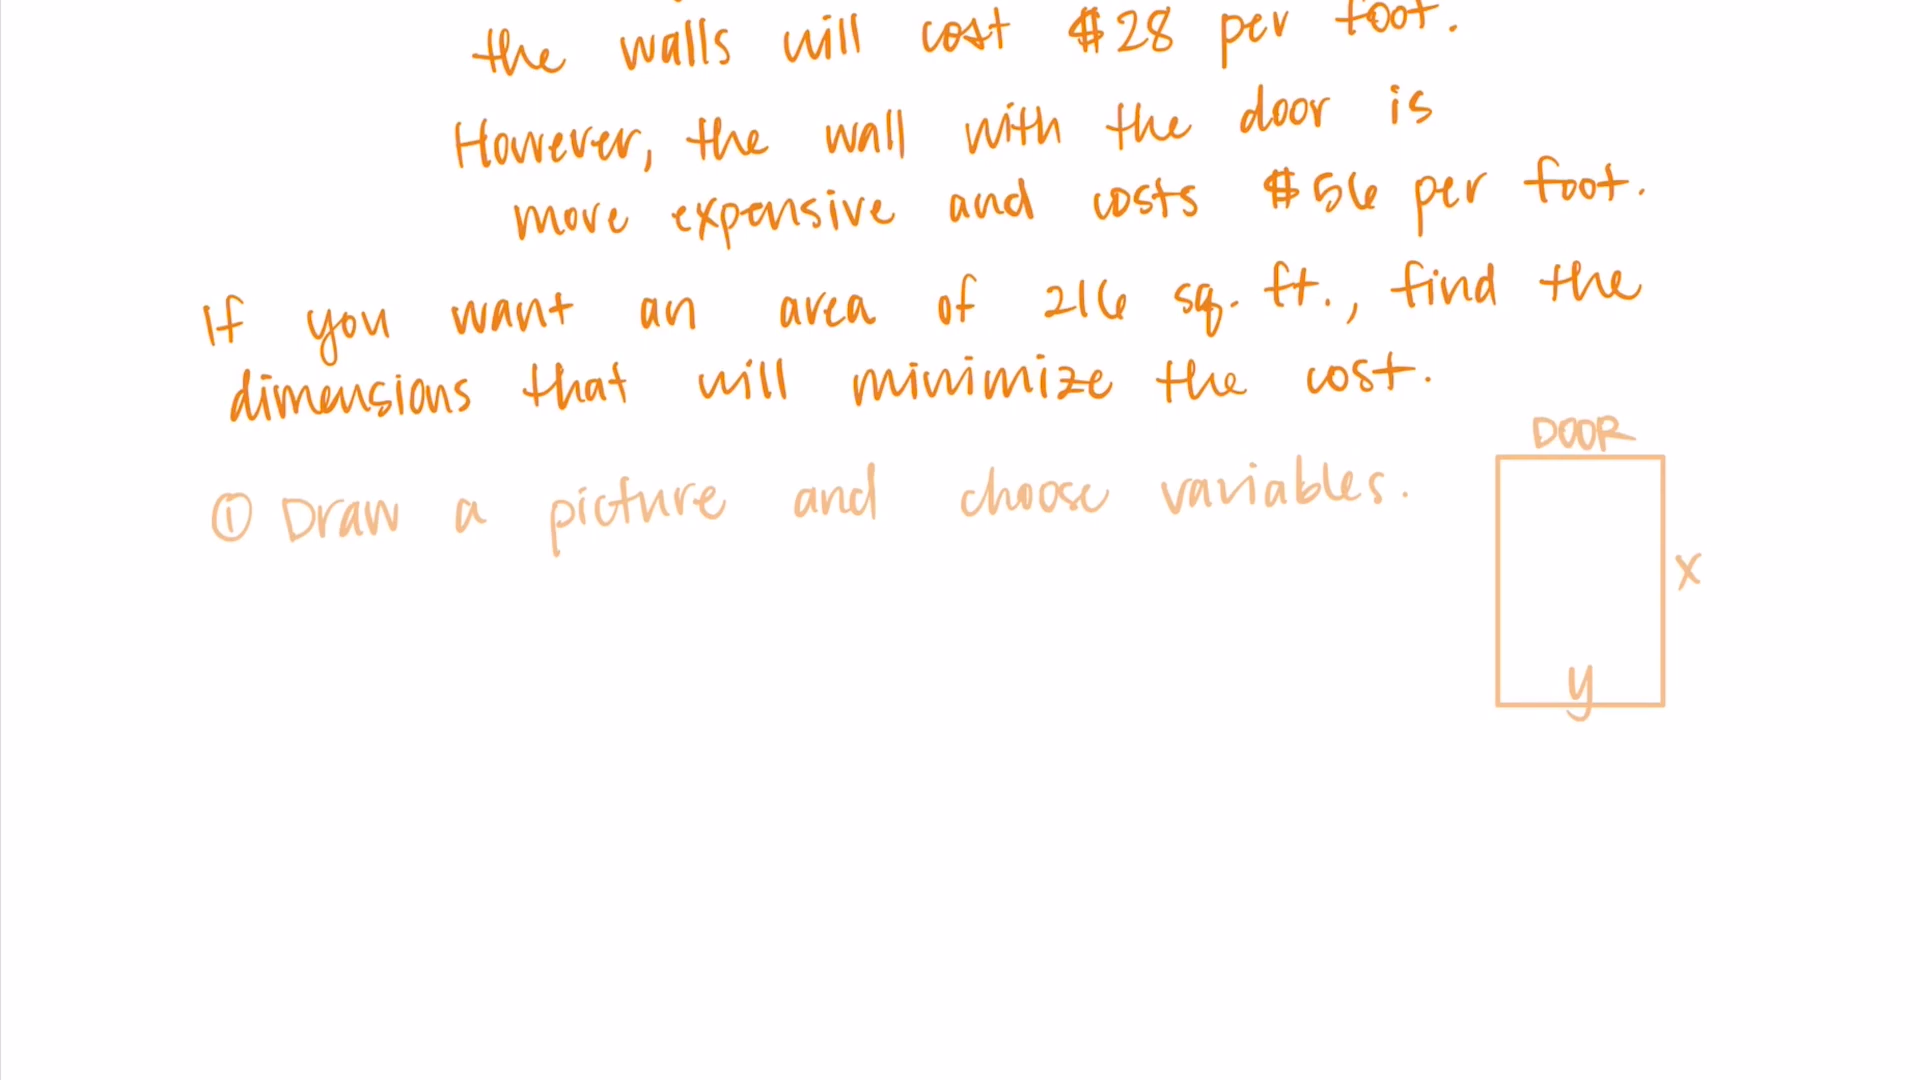 the walls will cost $28 per foot.
However, the wall with the door is
more expensive and costs $56 per foot.
If you want an area of 216 sq. ft., find the
dimensions that will minimize the cost.
DOOR
① Draw a picture and choose variables.
x
y